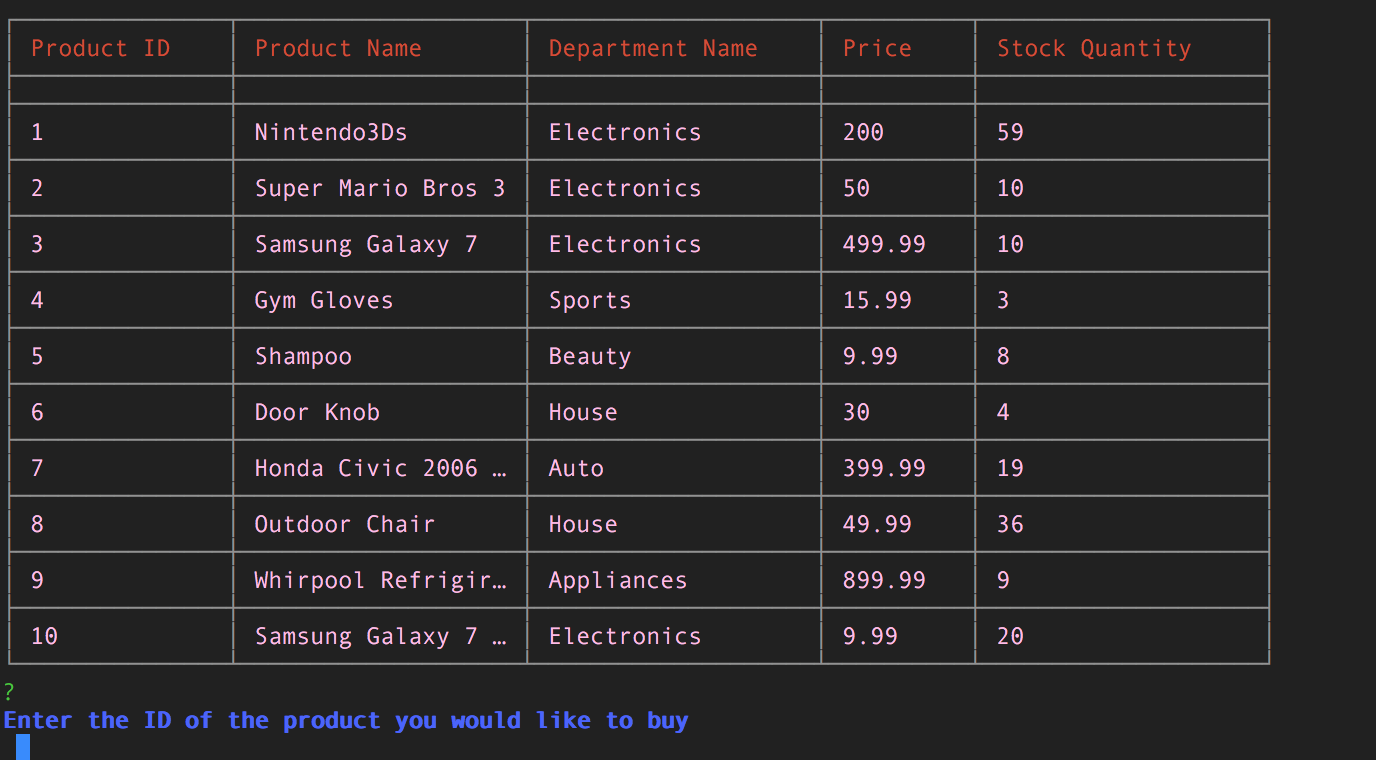 Product ID Product Name Department Name Price Stock Quantity
1 Nintendo3Ds Electronics 200 59
2 Super Mario Bros 3 Electronics 50 10
3 Samsung Galaxy 7 Electronics 499.99 10
4 Gym Gloves Sports 15.99 3
5 Shampoo Beauty 9.99 8
6 Door Knob House 30 4
7 Honda Civic 2006 … Auto 399.99 19
8 Outdoor Chair House 49.99 36
9 Whirpool Refrigir… Appliances 899.99 9
10 Samsung Galaxy 7 … Electronics 9.99 20
?
Enter the ID of the product you would like to buy